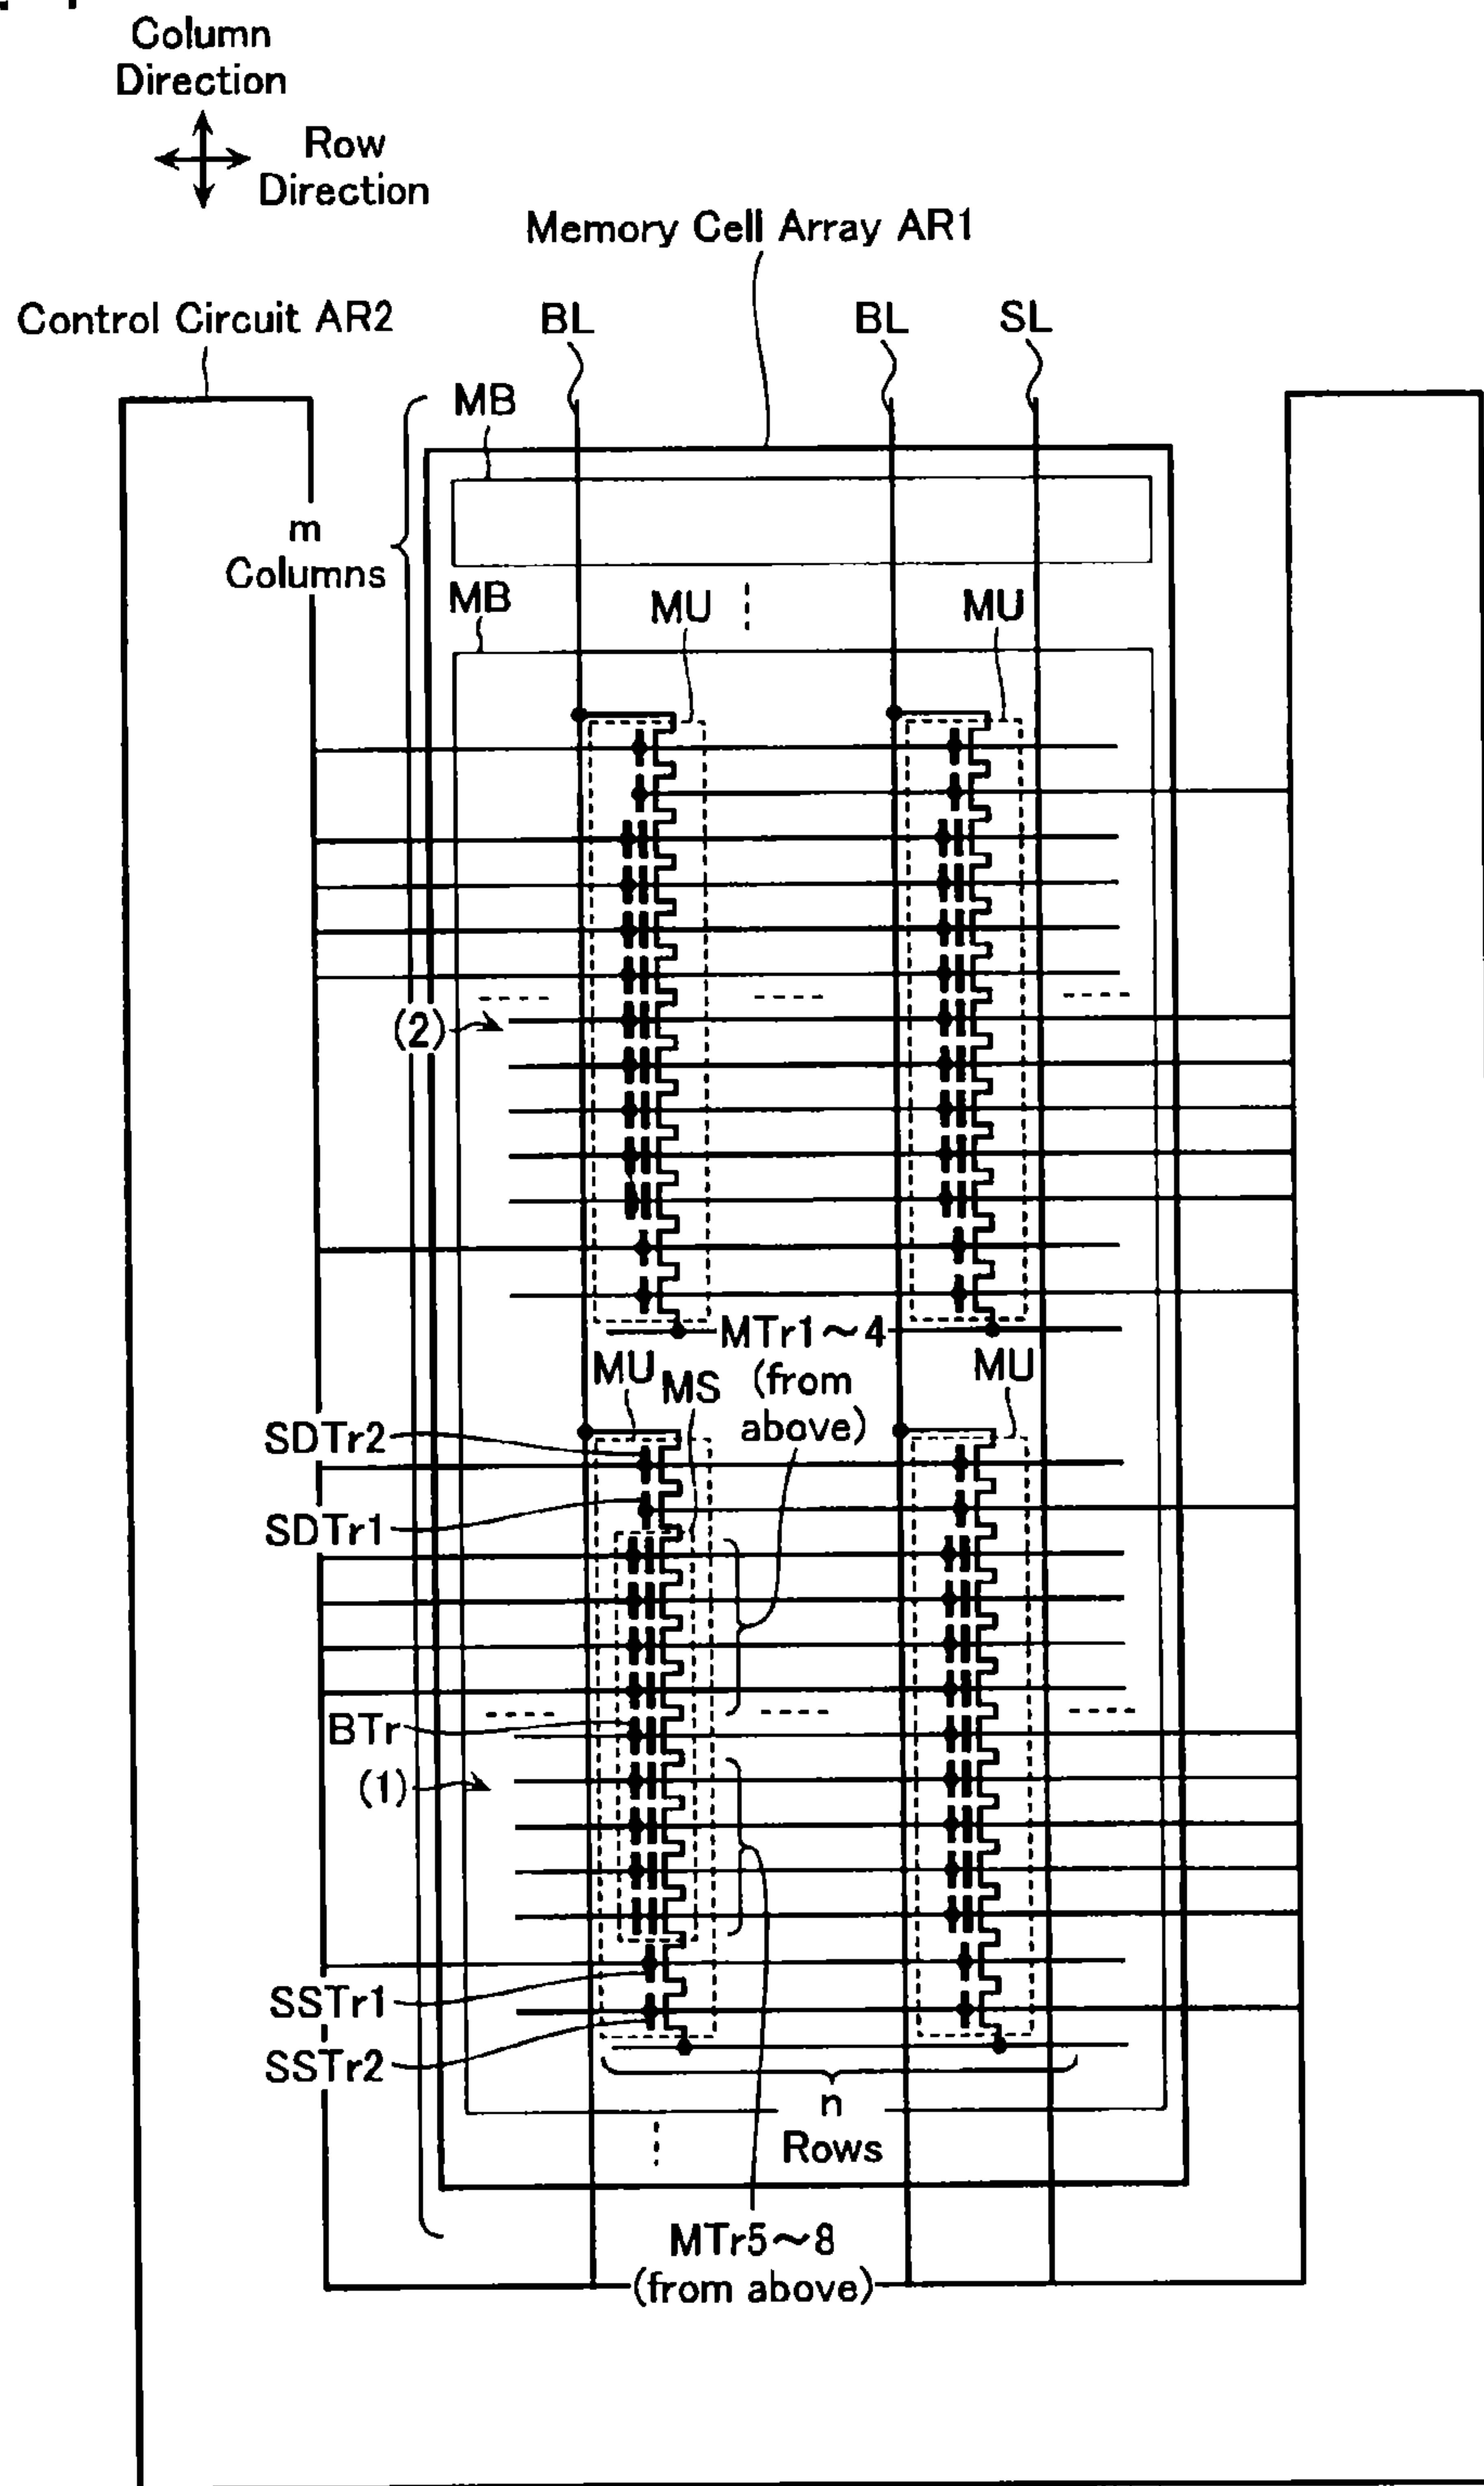 Column
Direction
Row
Direction
Memory Cell Array AR1
Control Circuit AR2
BL
BL
SL
MB
m
Columns
MB
MU
MU
(2)
MTr1～4
(from
above)
MU
MS
MU
SDTr2
SDTr1
BTr
(1)
SSTr1
SSTr2
n
Rows
MTr5～8
(from above)